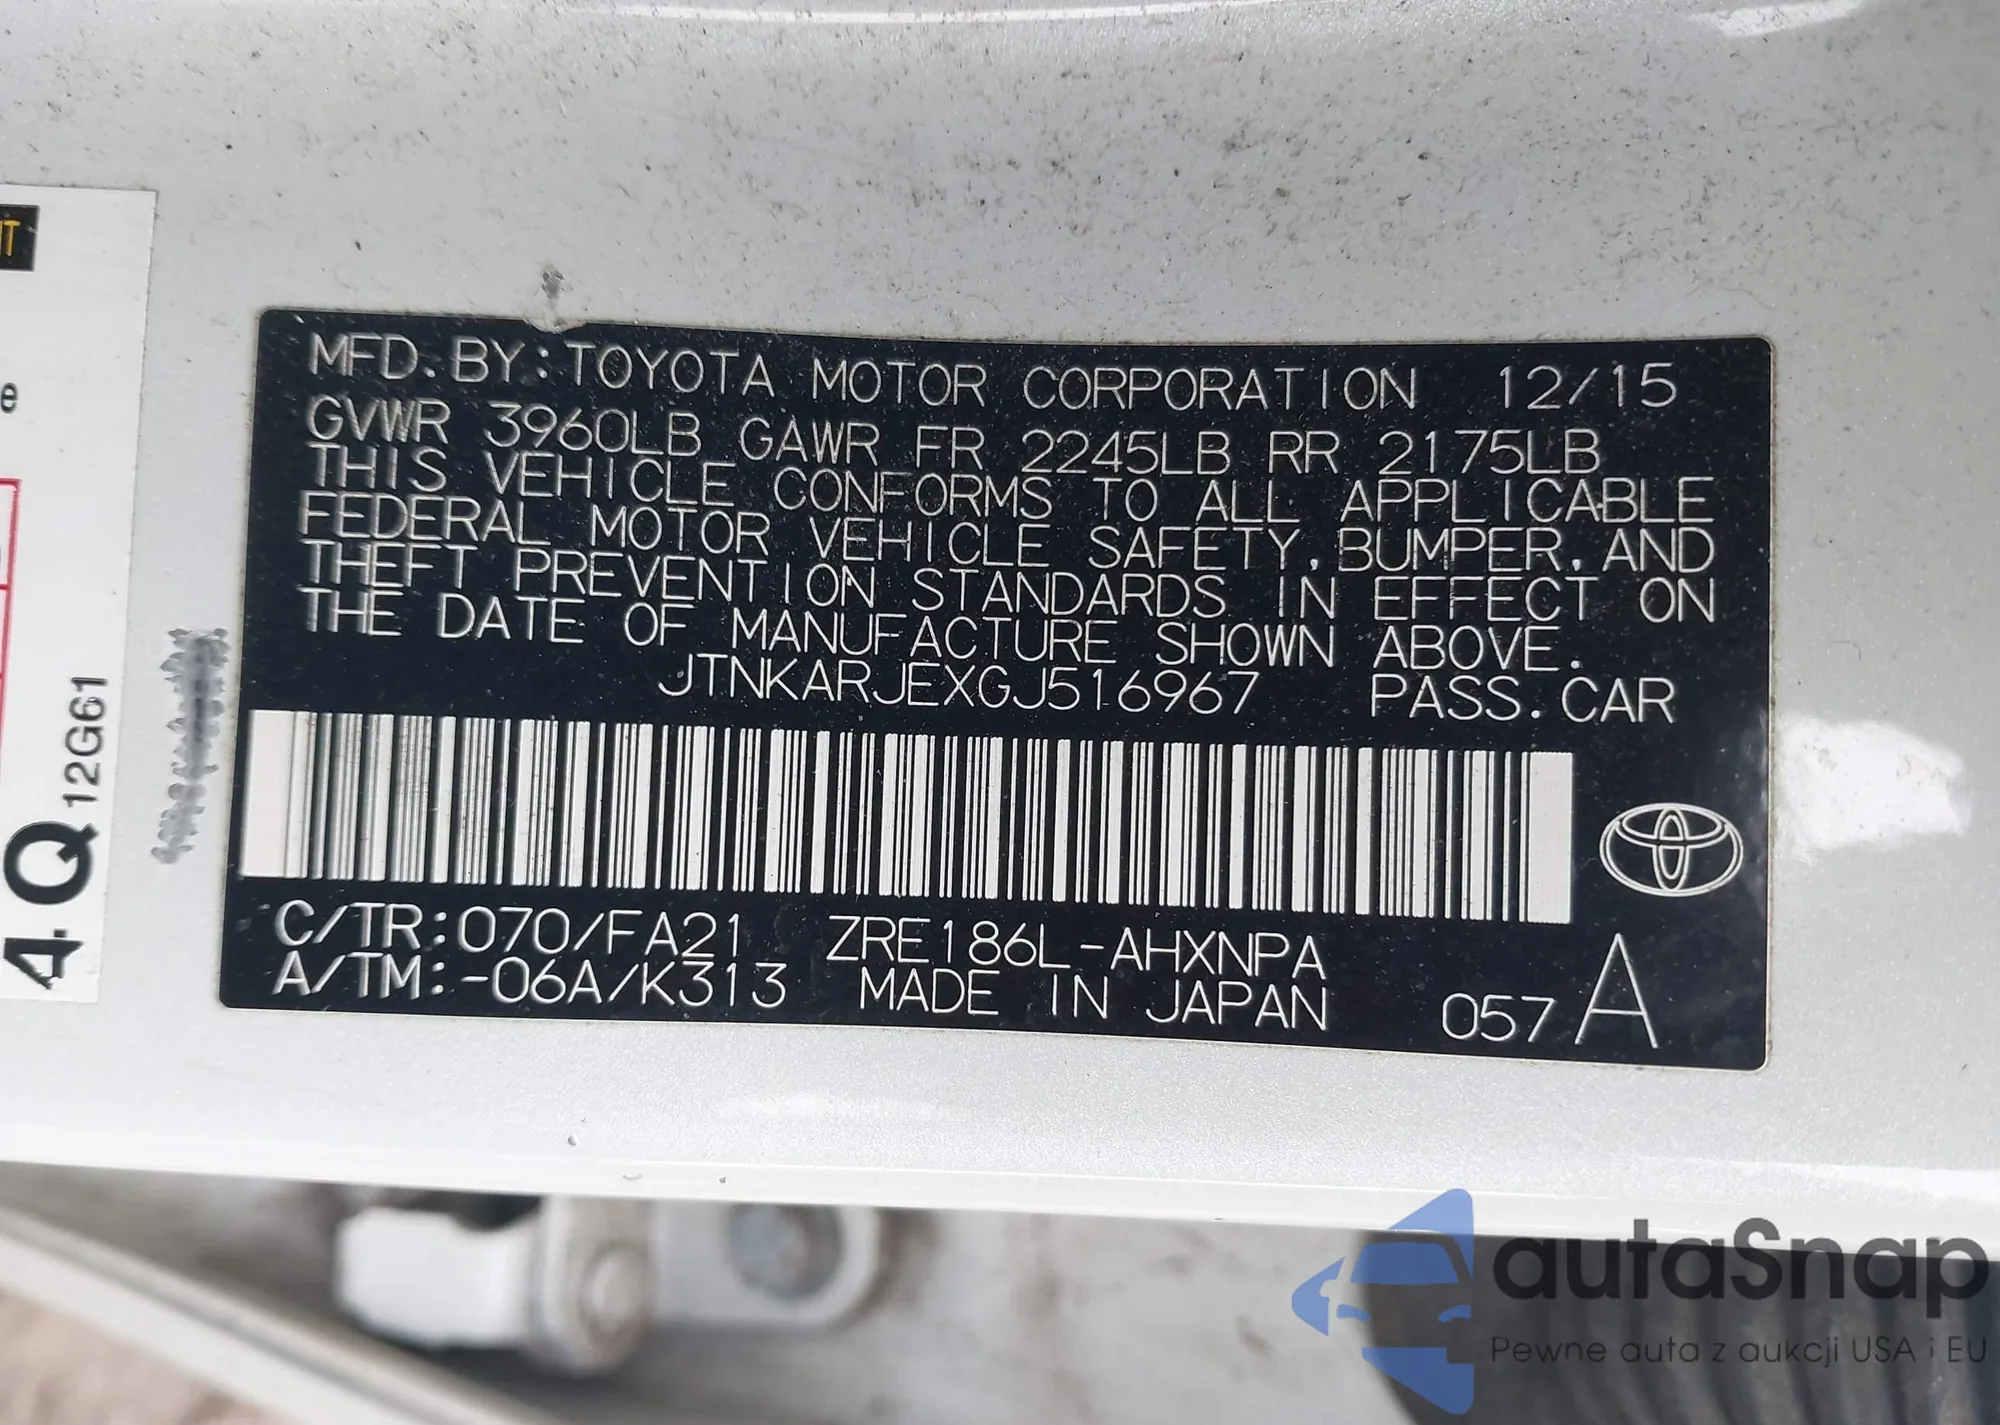 MFD. BY: TOYOTA MOTOR CORPORATION 12/15
GVWR 3960LB GAWR FR 2245LB RR 2175LB
THIS VEHICLE CONFORMS TO ALL APPLICABLE
FEDERAL MOTOR VEHICLE SAFETY, BUMPER, AND
THEFT PREVENTION STANDARDS IN EFFECT ON
THE DATE OF MANUFACTURE SHOWN ABOVE.
JTNKARJEXGJ516967 PASS. CAR
C/TR: 070/FA21 ZRE186L-AHXNPA
A/TM: -06A/K313 MADE IN JAPAN 057 A
4 Q 12G61
autaSnap
Pewne auta z aukcji USA i EU